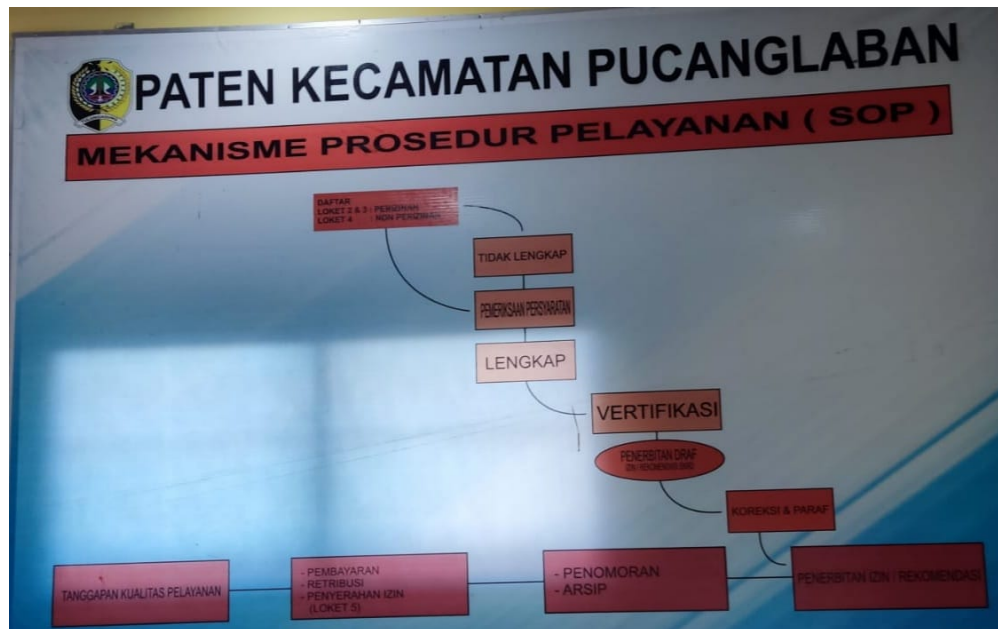 PATEN KECAMATAN PUCANGLABAN
MEKANISME PROSEDUR PELAYANAN ( SOP )
DAFTAR
LOKET 2 & 3 : PERIZINAN
LOKET 4 : NON PERIZINAN
TIDAK LENGKAP
PEMERIKSAAN PERSYARATAN
LENGKAP
VERTIFIKASI
PENERBITAN DRAF
IZIN / REKOMENDASI
KOREKSI & PARAF
PENERBITAN IZIN / REKOMENDASI
- PENOMORAN
- ARSIP
- PEMBAYARAN
- RETRIBUSI
- PENYERAHAN IZIN
(LOKET 5)
TANGGAPAN KUALITAS PELAYANAN